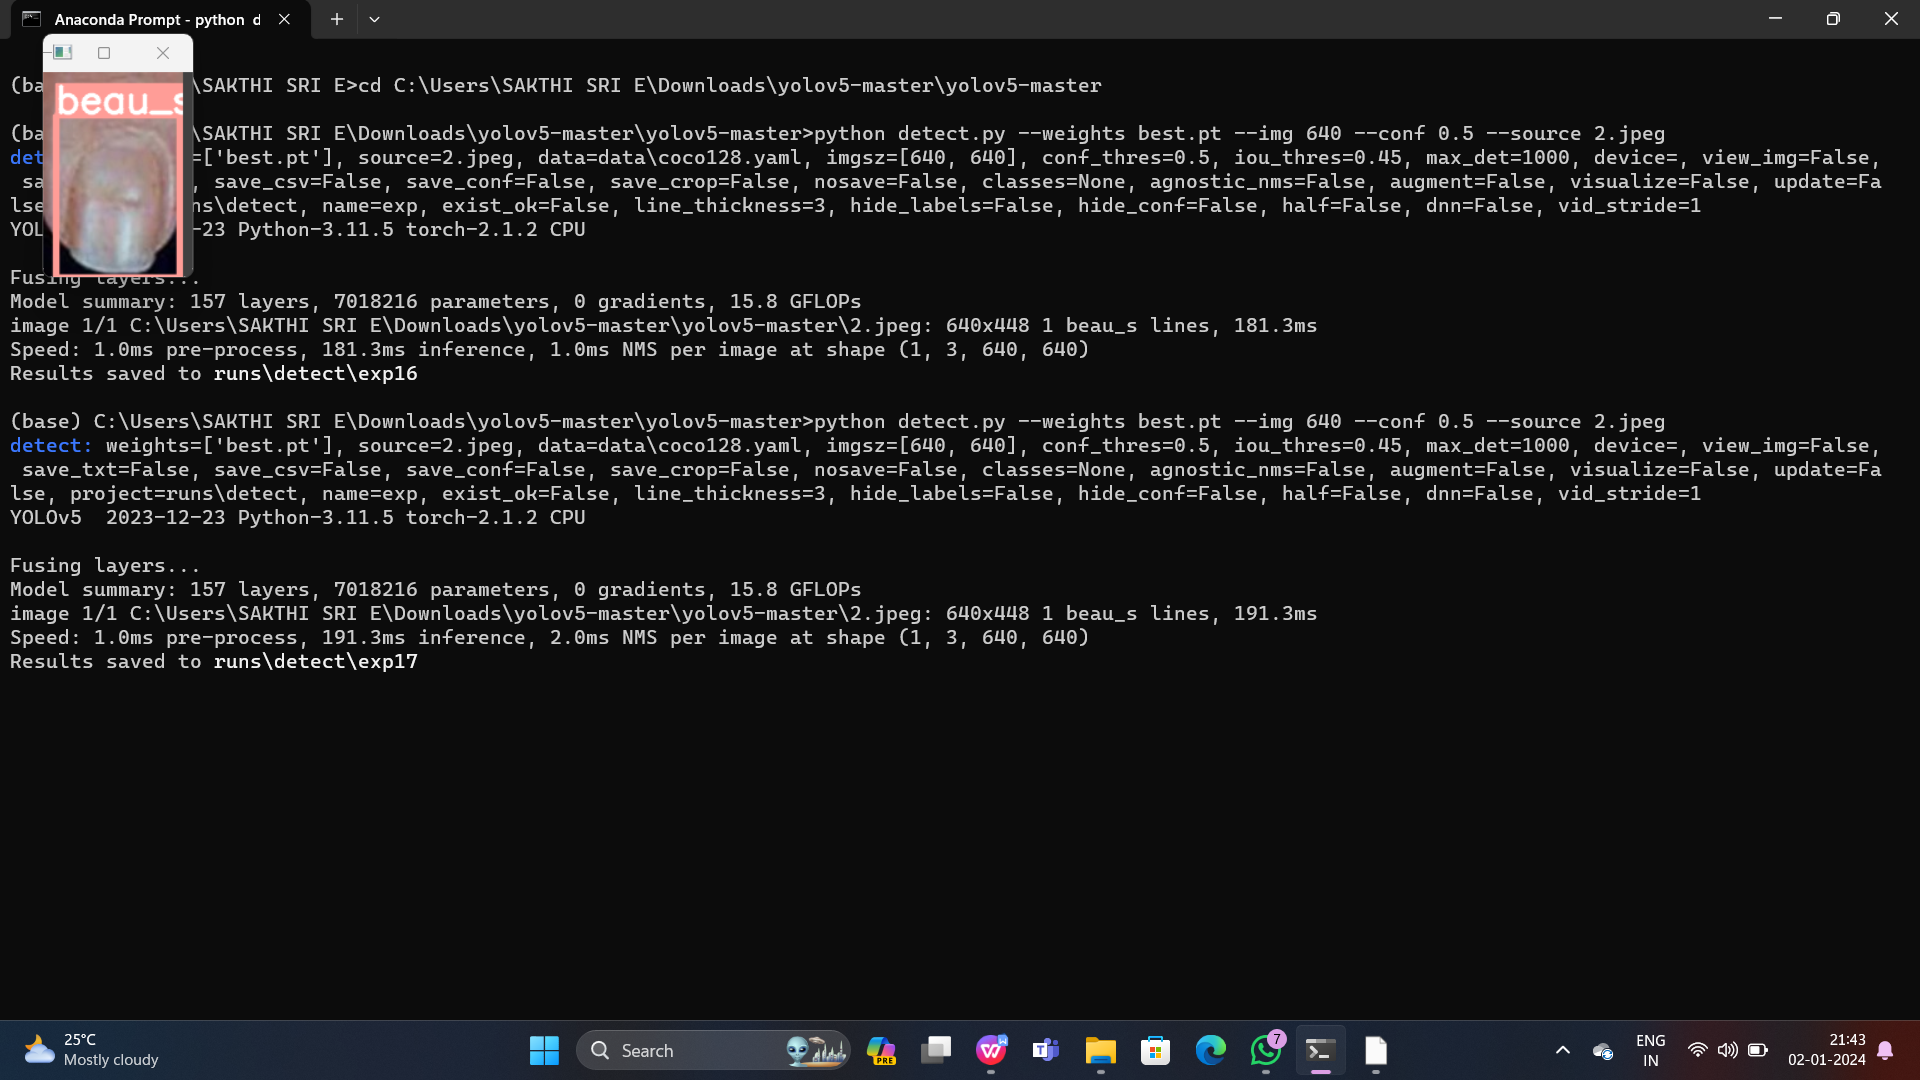 Anaconda Prompt - python d
beau_s
(ba \SAKTHI SRI E>cd C:\Users\SAKTHI SRI E\Downloads\yolov5-master\yolov5-master
(ba \SAKTHI SRI E\Downloads\yolov5-master\yolov5-master>python detect.py --weights best.pt --img 640 --conf 0.5 --source 2.jpeg
det =['best.pt'], source=2.jpeg, data=data\coco128.yaml, imgsz=[640, 640], conf_thres=0.5, iou_thres=0.45, max_det=1000, device=, view_img=False,
sa , save_csv=False, save_conf=False, save_crop=False, nosave=False, classes=None, agnostic_nms=False, augment=False, visualize=False, update=Fa
lse ns\detect, name=exp, exist_ok=False, line_thickness=3, hide_labels=False, hide_conf=False, half=False, dnn=False, vid_stride=1
YOL -23 Python-3.11.5 torch-2.1.2 CPU
Fusing layers...
Model summary: 157 layers, 7018216 parameters, 0 gradients, 15.8 GFLOPs
image 1/1 C:\Users\SAKTHI SRI E\Downloads\yolov5-master\yolov5-master\2.jpeg: 640x448 1 beau_s lines, 181.3ms
Speed: 1.0ms pre-process, 181.3ms inference, 1.0ms NMS per image at shape (1, 3, 640, 640)
Results saved to runs\detect\exp16
(base) C:\Users\SAKTHI SRI E\Downloads\yolov5-master\yolov5-master>python detect.py --weights best.pt --img 640 --conf 0.5 --source 2.jpeg
detect: weights=['best.pt'], source=2.jpeg, data=data\coco128.yaml, imgsz=[640, 640], conf_thres=0.5, iou_thres=0.45, max_det=1000, device=, view_img=False,
save_txt=False, save_csv=False, save_conf=False, save_crop=False, nosave=False, classes=None, agnostic_nms=False, augment=False, visualize=False, update=Fa
lse, project=runs\detect, name=exp, exist_ok=False, line_thickness=3, hide_labels=False, hide_conf=False, half=False, dnn=False, vid_stride=1
YOLOv5  2023-12-23 Python-3.11.5 torch-2.1.2 CPU
Fusing layers...
Model summary: 157 layers, 7018216 parameters, 0 gradients, 15.8 GFLOPs
image 1/1 C:\Users\SAKTHI SRI E\Downloads\yolov5-master\yolov5-master\2.jpeg: 640x448 1 beau_s lines, 191.3ms
Speed: 1.0ms pre-process, 191.3ms inference, 2.0ms NMS per image at shape (1, 3, 640, 640)
Results saved to runs\detect\exp17
25°C
Mostly cloudy
Search
PRE
7
ENG
IN
21:43
02-01-2024